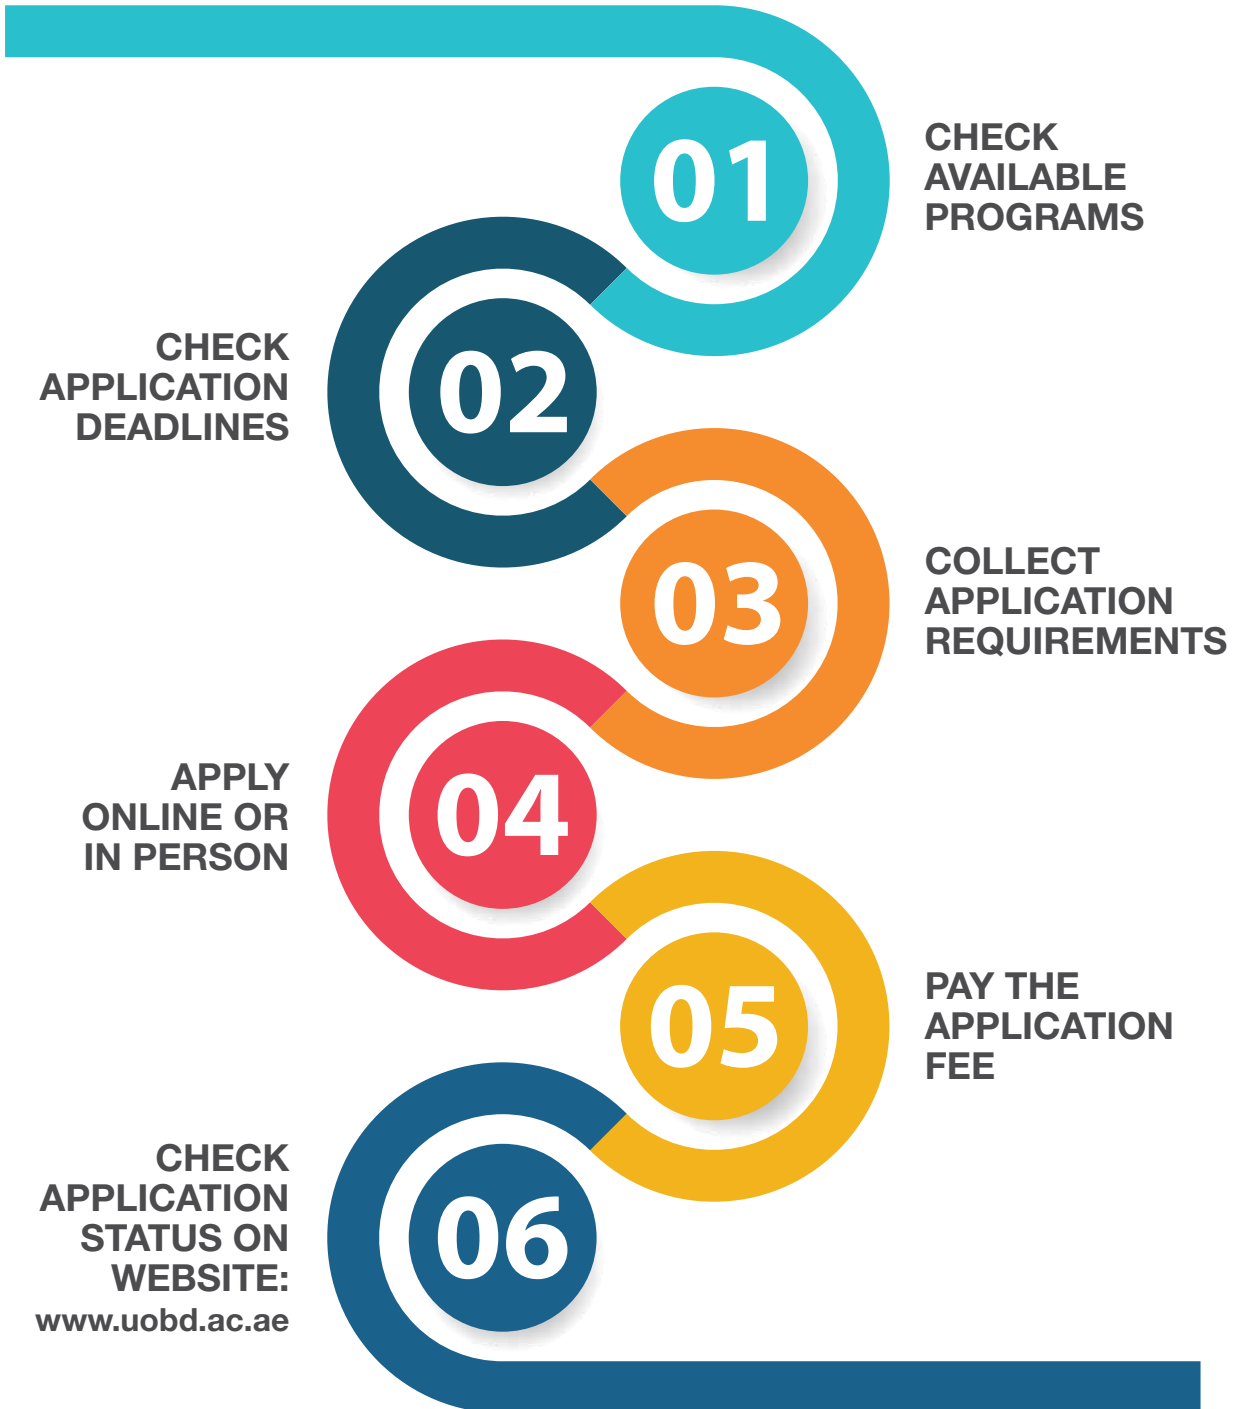 01
CHECK
AVAILABLE
PROGRAMS
02
CHECK
APPLICATION
DEADLINES
03
COLLECT
APPLICATION
REQUIREMENTS
04
APPLY
ONLINE OR
IN PERSON
05
PAY THE
APPLICATION
FEE
06
CHECK
APPLICATION
STATUS ON
WEBSITE:
www.uobd.ac.ae